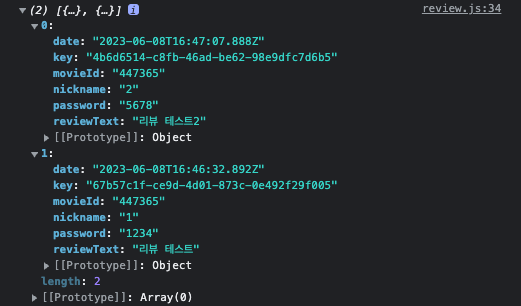 (2) [{…}, {…}] i review.js:34
0:
date: "2023-06-08T16:47:07.888Z"
key: "4b6d6514-c8fb-46ad-be62-98e9dfc7d6b5"
movieId: "447365"
nickname: "2"
password: "5678"
reviewText: "리뷰 테스트2"
[[Prototype]]: Object
1:
date: "2023-06-08T16:46:32.892Z"
key: "67b57c1f-ce9d-4d01-873c-0e492f29f005"
movieId: "447365"
nickname: "1"
password: "1234"
reviewText: "리뷰 테스트"
[[Prototype]]: Object
length: 2
[[Prototype]]: Array(0)